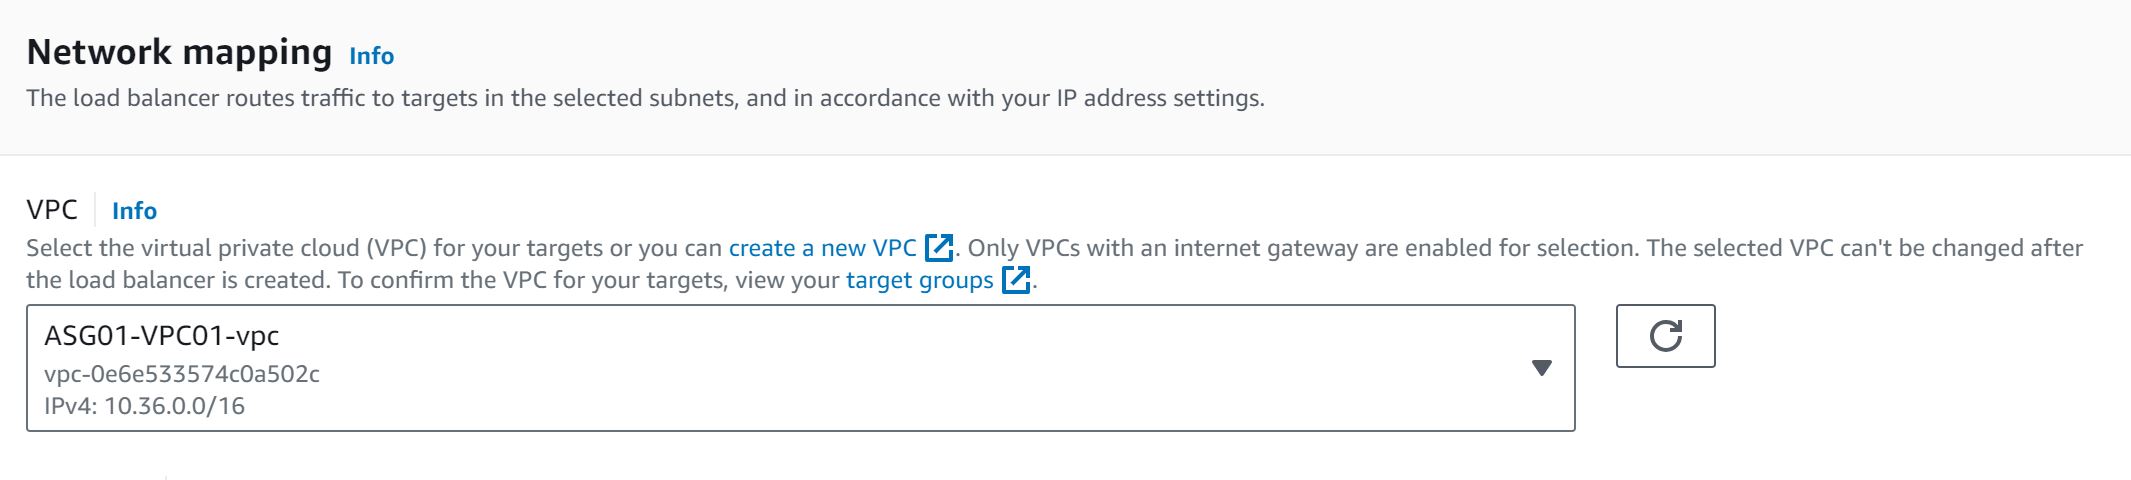 Network mapping Info
The load balancer routes traffic to targets in the selected subnets, and in accordance with your IP address settings.
VPC Info
Select the virtual private cloud (VPC) for your targets or you can create a new VPC. Only VPCs with an internet gateway are enabled for selection. The selected VPC can't be changed after
the load balancer is created. To confirm the VPC for your targets, view your target groups.
ASG01-VPC01-vpc
vpc-0e6e533574c0a502c
IPv4: 10.36.0.0/16